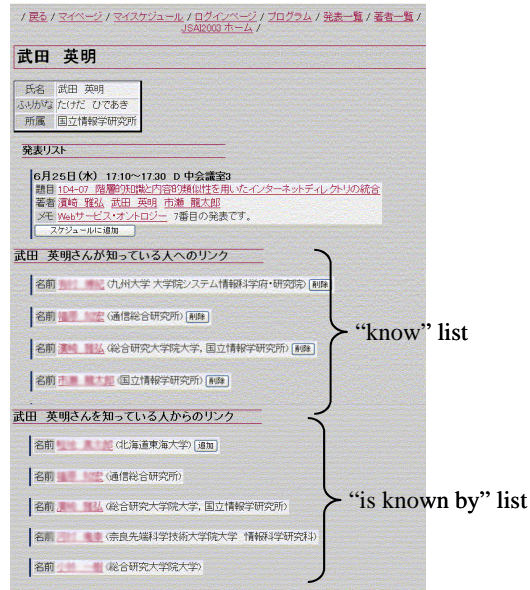 / 戻る / マイページ / マイスケジュール / ログインページ / プログラム / 発表一覧 / 著者一覧 /
JSAI2003 ホーム /
武田 英明
氏名 武田 英明
ふりがな たけだ ひであき
所属 国立情報学研究所
発表リスト
6月25日(水) 17:10～17:30 D 中会議室3
題目 1D4-07 階層的知識と内容的類似性を用いたインターネットディレクトリの統合
著者 濱崎 雅弘 武田 英明 市瀬 龍太郎
メモ Webサービス・オントロジー 7番目の発表です。
スケジュールに追加
武田 英明さんが知っている人へのリンク
名前 (九州大学 大学院システム情報科学府・研究院) 削除
名前 (通信総合研究所) 削除
名前 (総合研究大学院大学, 国立情報学研究所) 削除
名前 (国立情報学研究所) 削除
"know" list
武田 英明さんを知っている人からのリンク
名前 (北海道東海大学) 追加
名前 (通信総合研究所)
名前 (総合研究大学院大学, 国立情報学研究所)
名前 (奈良先端科学技術大学院大学 情報科学研究科)
名前 (総合研究大学院大学)
"is known by" list